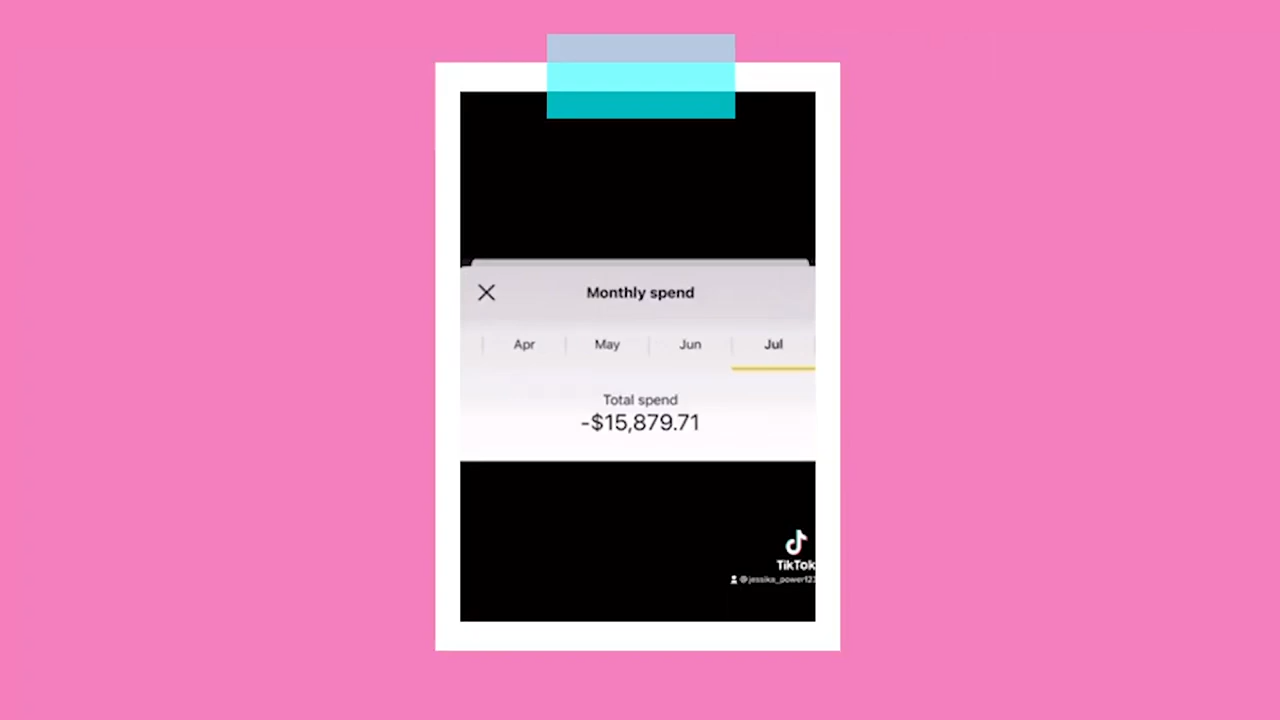 Monthly spend
Apr May Jun Jul
Total spend
-$15,879.71
TikTok